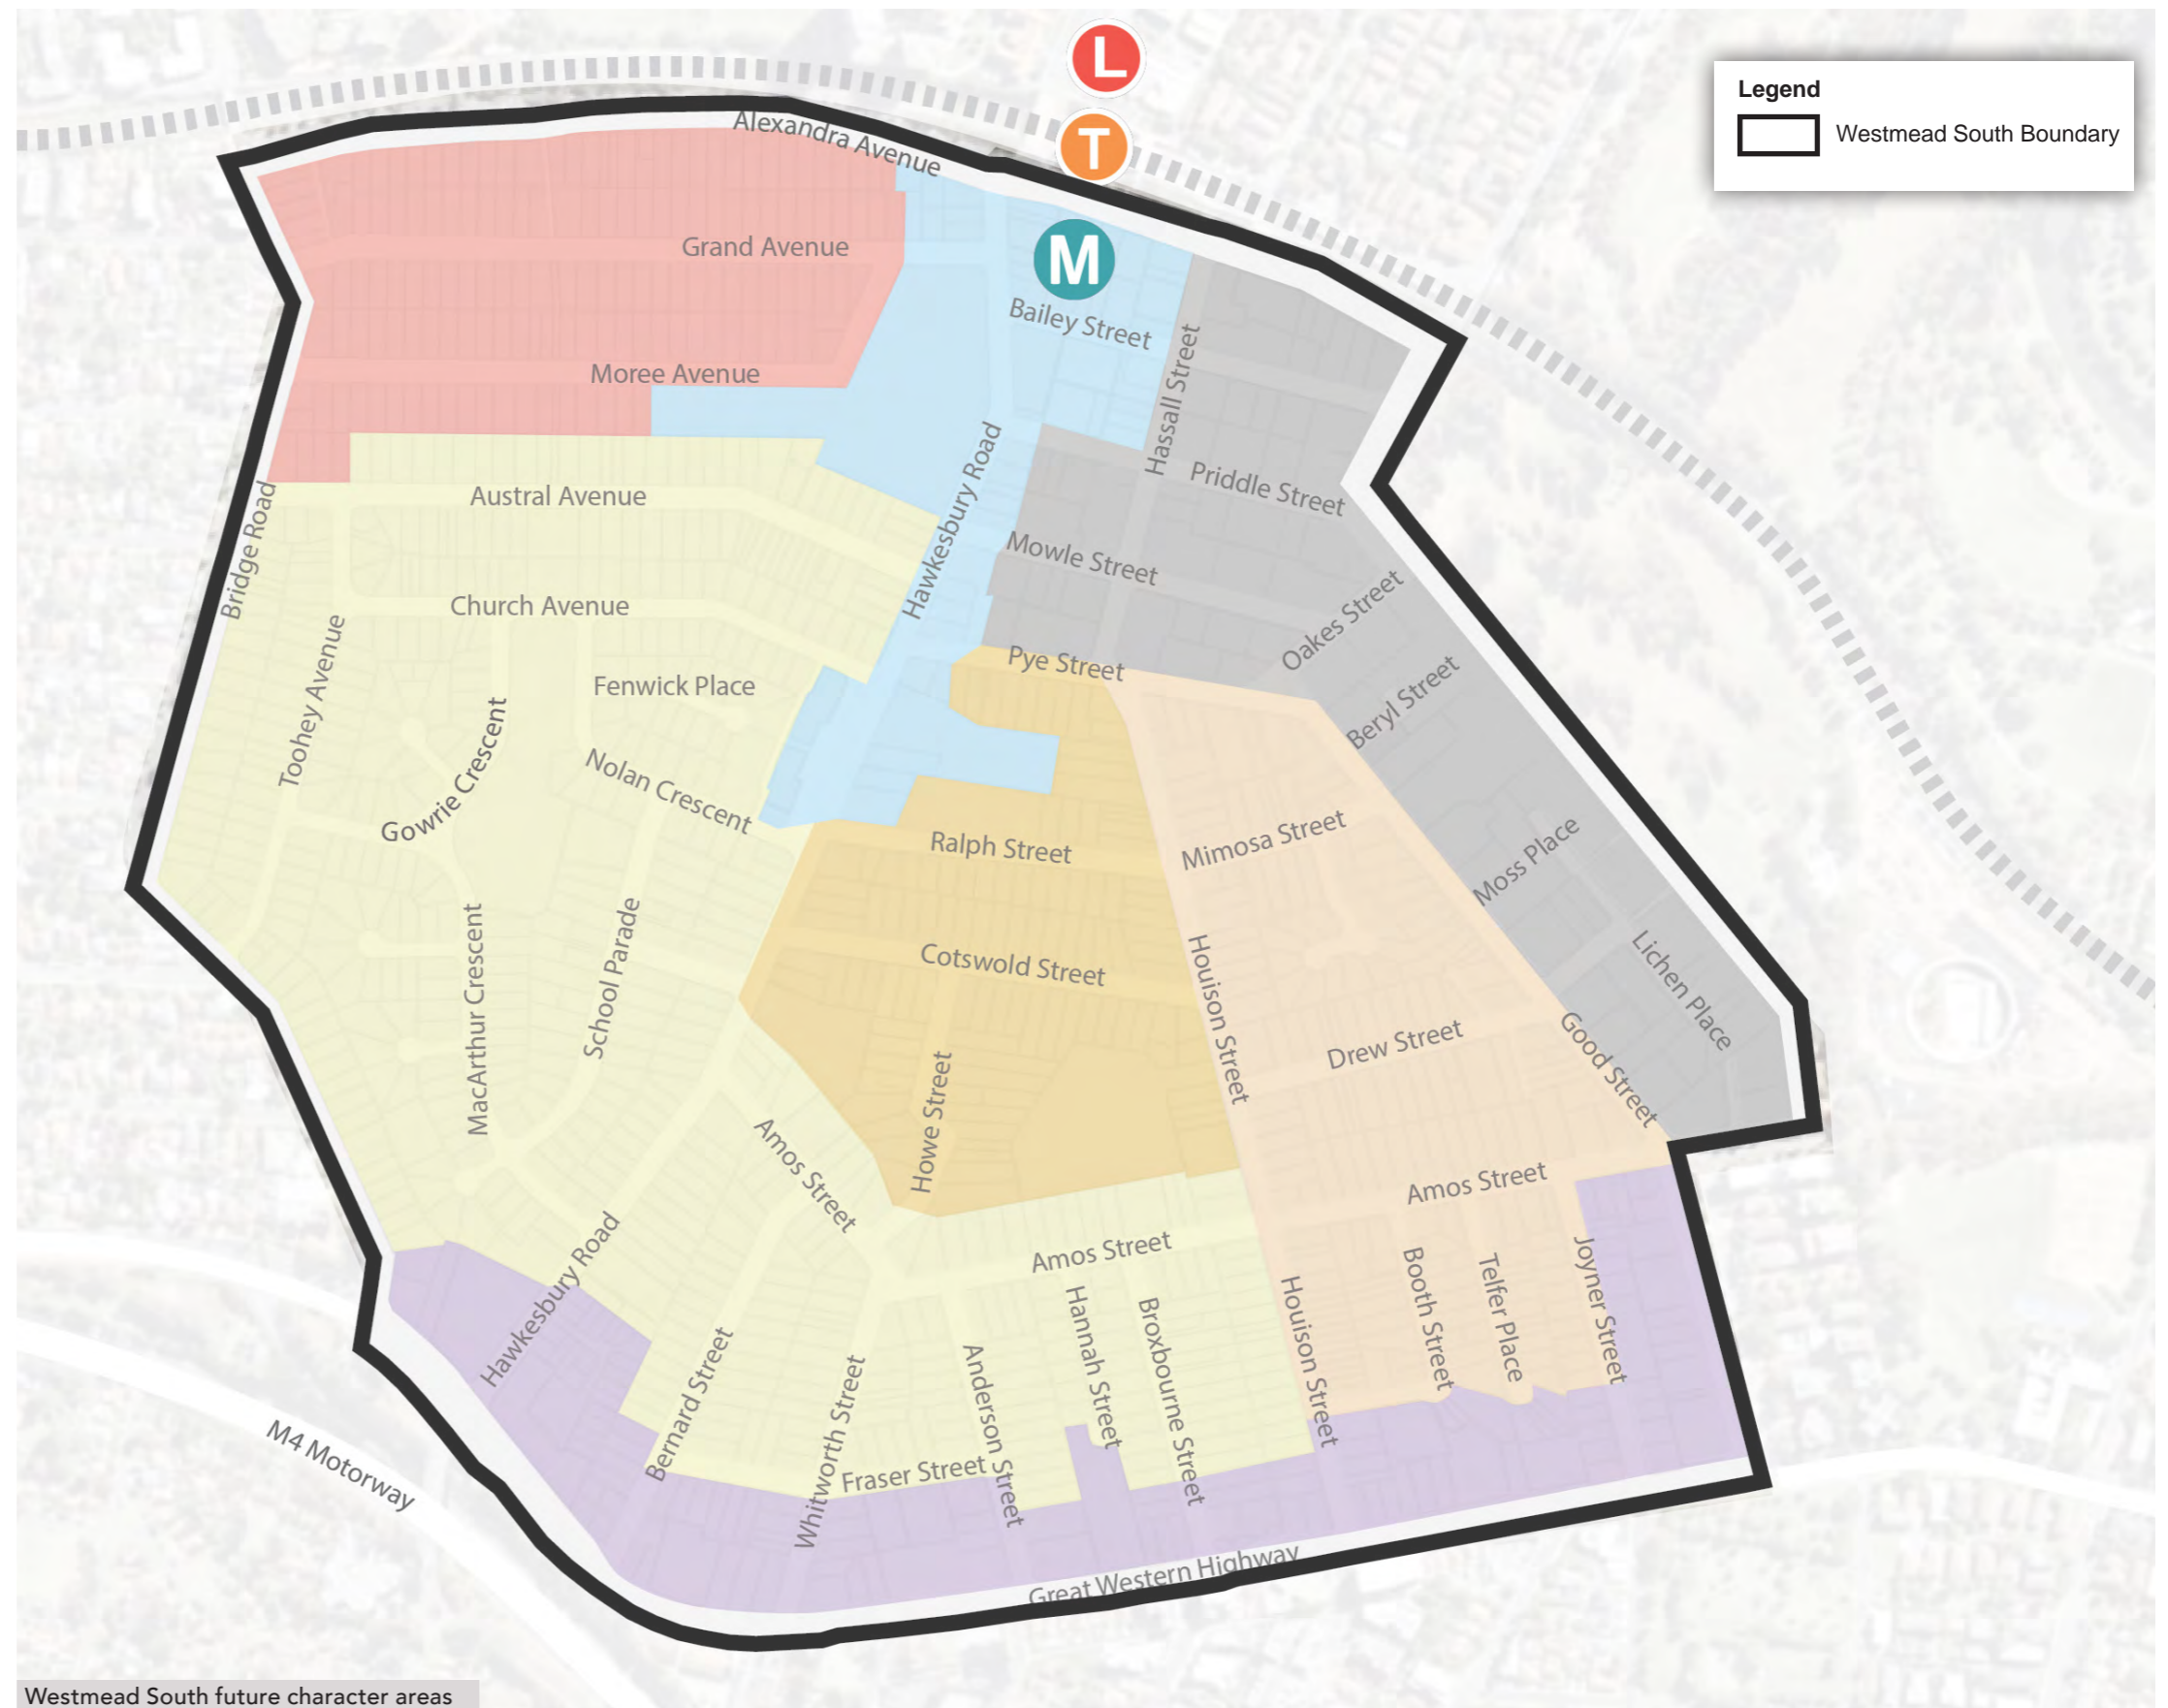 L
T
Legend
Westmead South Boundary
Alexandra Avenue
Grand Avenue
M
Bailey Street
Moree Avenue
Hassall Street
Priddle Street
Austral Avenue
Hawkesbury Road
Bridge Road
Mowle Street
Church Avenue
Oakes Street
Pye Street
Toohey Avenue
Fenwick Place
Beryl Street
Gowrie Crescent
Nolan Crescent
Ralph Street
Mimosa Street
Moss Place
MacArthur Crescent
School Parade
Cotswold Street
Houison Street
Lichen Place
Drew Street
Good Street
Howe Street
Amos Street
Amos Street
Amos Street
Hawkesbury Road
Joyner Street
Booth Street
Telfer Place
Houison Street
Hannah Street
Broxbourne Street
Bernard Street
Whitworth Street
Anderson Street
Fraser Street
M4 Motorway
Great Western Highway
Westmead South future character areas